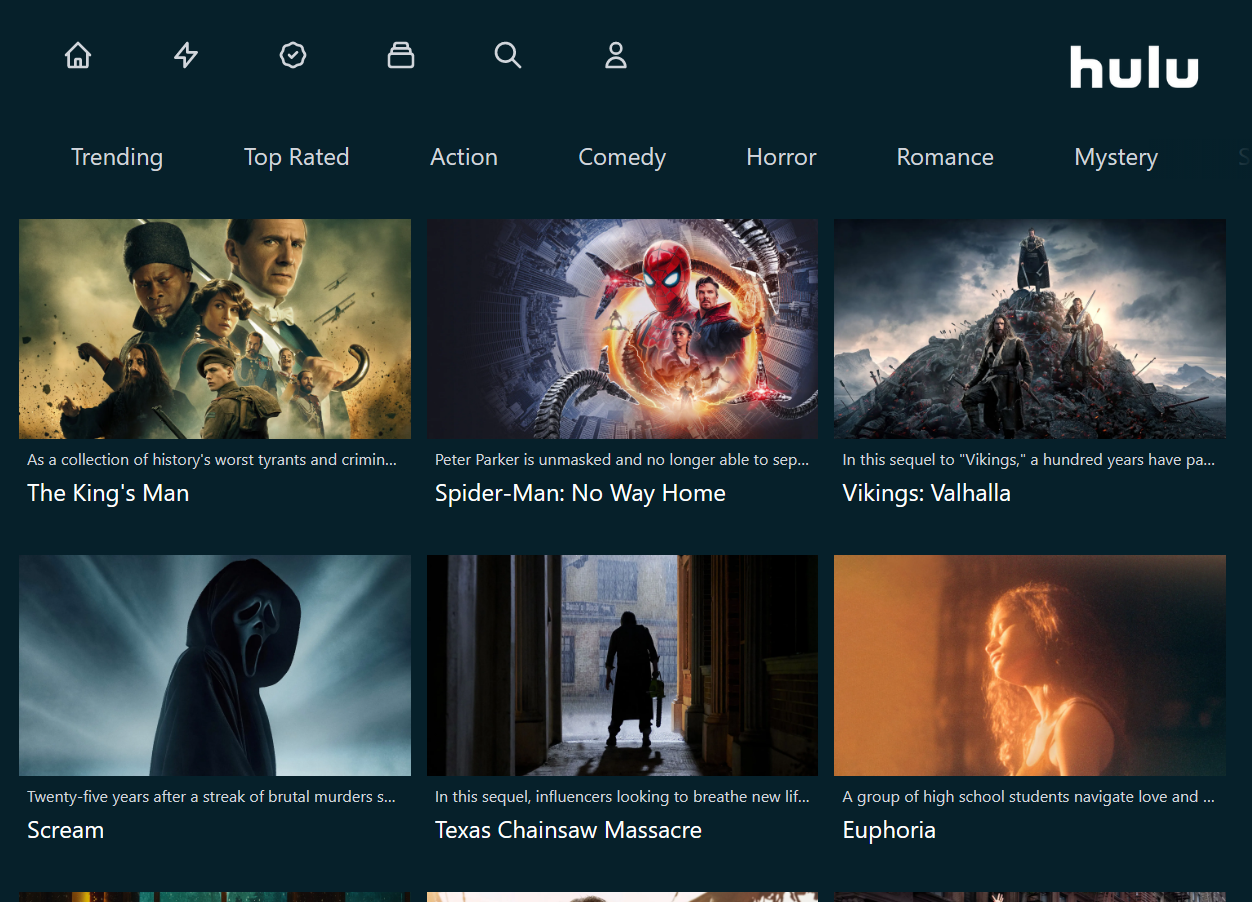 hulu
Trending Top Rated Action Comedy Horror Romance Mystery
As a collection of history's worst tyrants and crimin...
The King's Man
Peter Parker is unmasked and no longer able to sep...
Spider-Man: No Way Home
In this sequel to "Vikings," a hundred years have pa...
Vikings: Valhalla
Twenty-five years after a streak of brutal murders s...
Scream
In this sequel, influencers looking to breathe new lif...
Texas Chainsaw Massacre
A group of high school students navigate love and ...
Euphoria